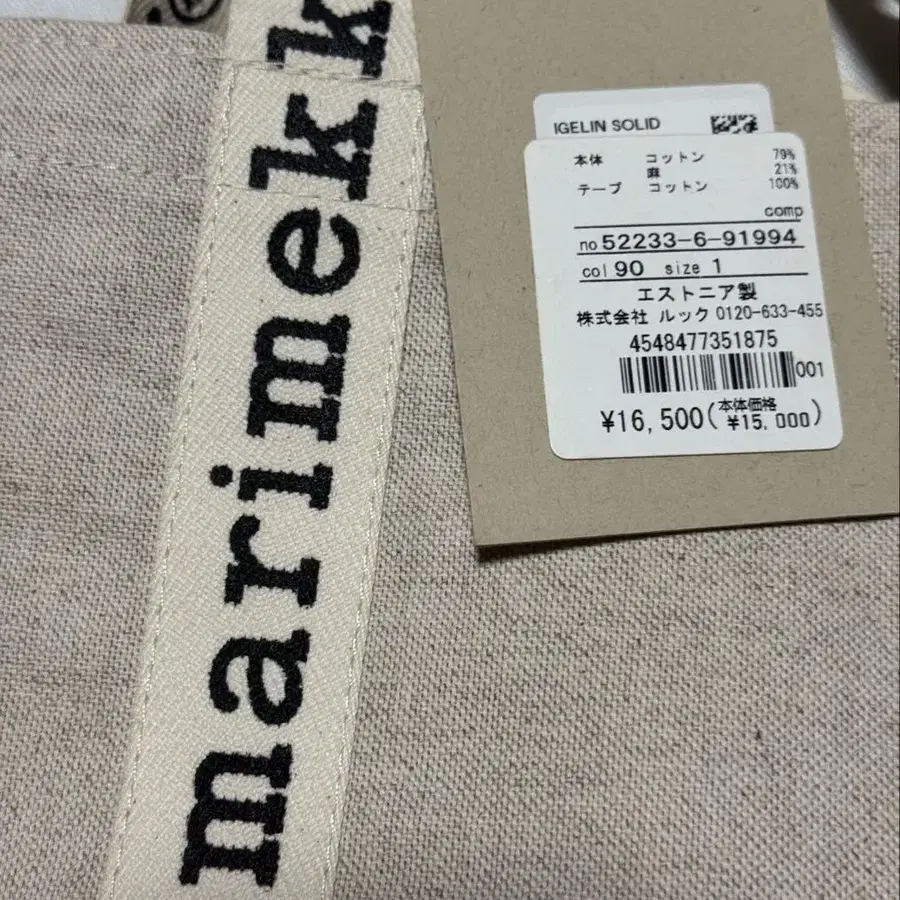 marimekk
IGELIN SOLID
本体 コットン 79%
麻 21%
テープ コットン 100%
comp
no 52233-6-91994
col 90 size 1
エストニア製
株式会社 ルック 0120-633-455
4548477351875
001
¥16,500(本体価格 ¥15,000)